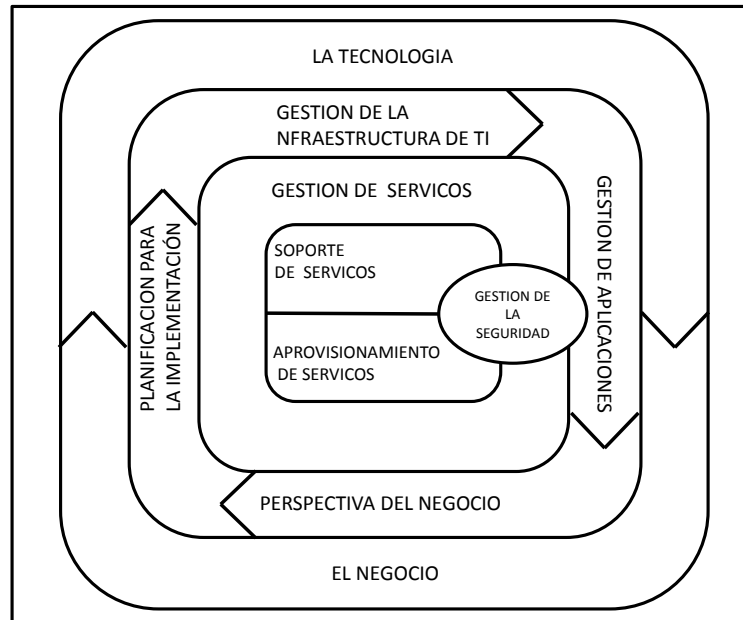 LA TECNOLOGIA
GESTION DE LA
NFRAESTRUCTURA DE TI
GESTION DE SERVICOS
SOPORTE
DE SERVICOS
GESTION DE
LA
SEGURIDAD
APROVISIONAMIENTO
DE SERVICOS
PLANIFICACION PARA
LA IMPLEMENTACIÓN
GESTION DE APLICACIONES
PERSPECTIVA DEL NEGOCIO
EL NEGOCIO